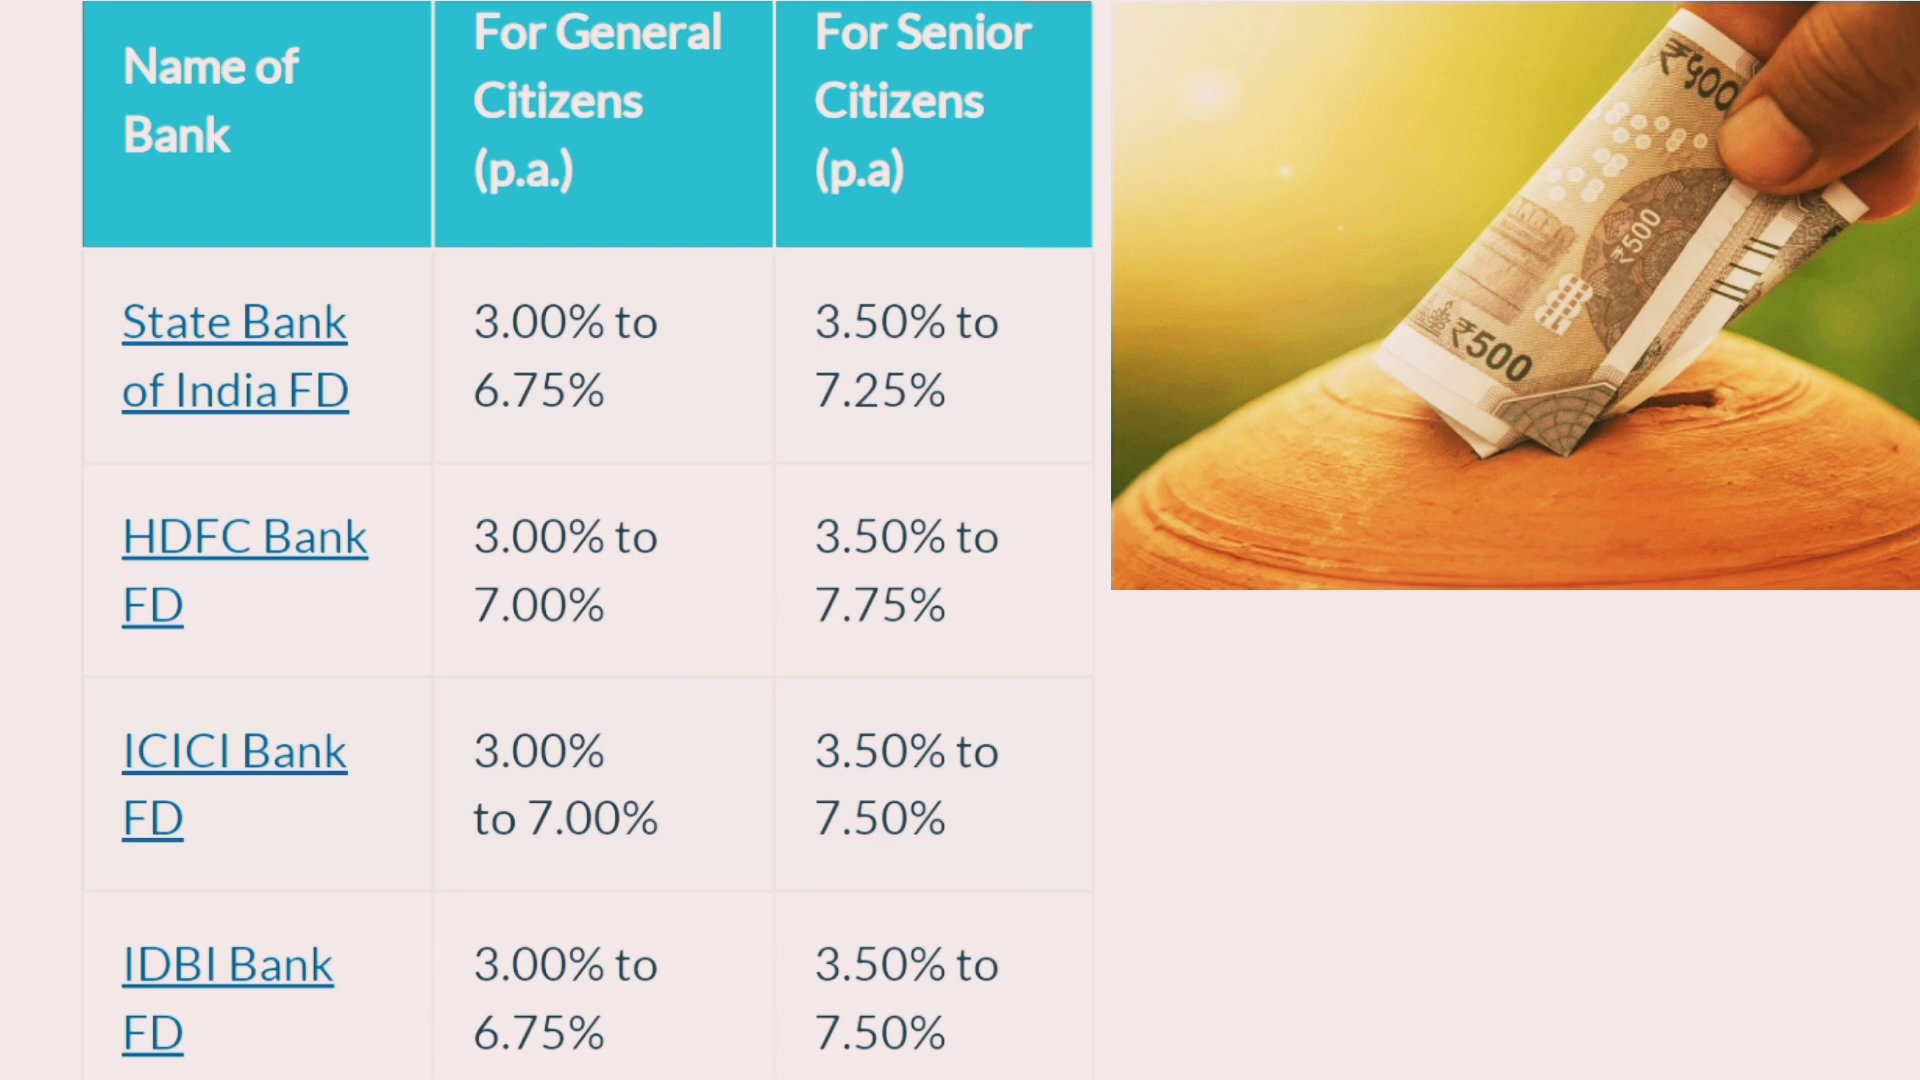 Name of
Bank
For General
Citizens
(p.a.)
For Senior
Citizens
(p.a)
State Bank
of India FD
3.00% to
6.75%
3.50% to
7.25%
HDFC Bank
FD
3.00% to
7.00%
3.50% to
7.75%
ICICI Bank
FD
3.00%
to 7.00%
3.50% to
7.50%
IDBI Bank
FD
3.00% to
6.75%
3.50% to
7.50%
₹५00
₹500
₹500